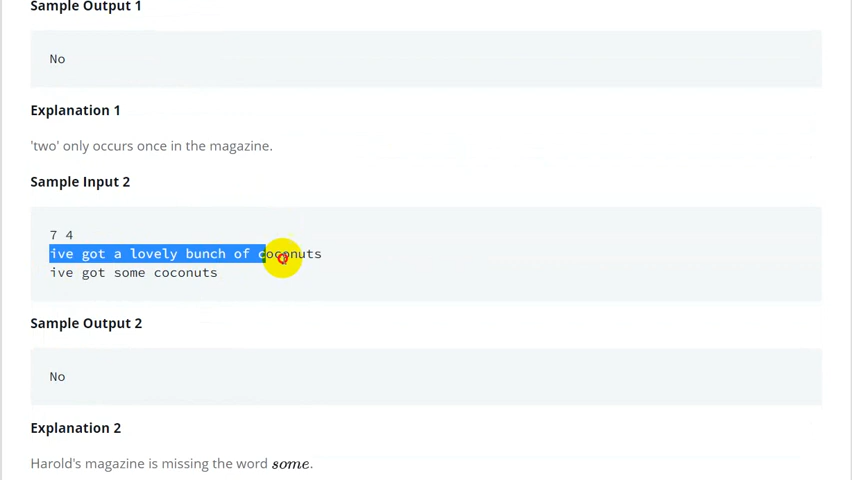 Sample Output 1
No
Explanation 1
'two' only occurs once in the magazine.
Sample Input 2
7 4
ive got a lovely bunch of coconuts
ive got some coconuts
Sample Output 2
No
Explanation 2
Harold's magazine is missing the word some.